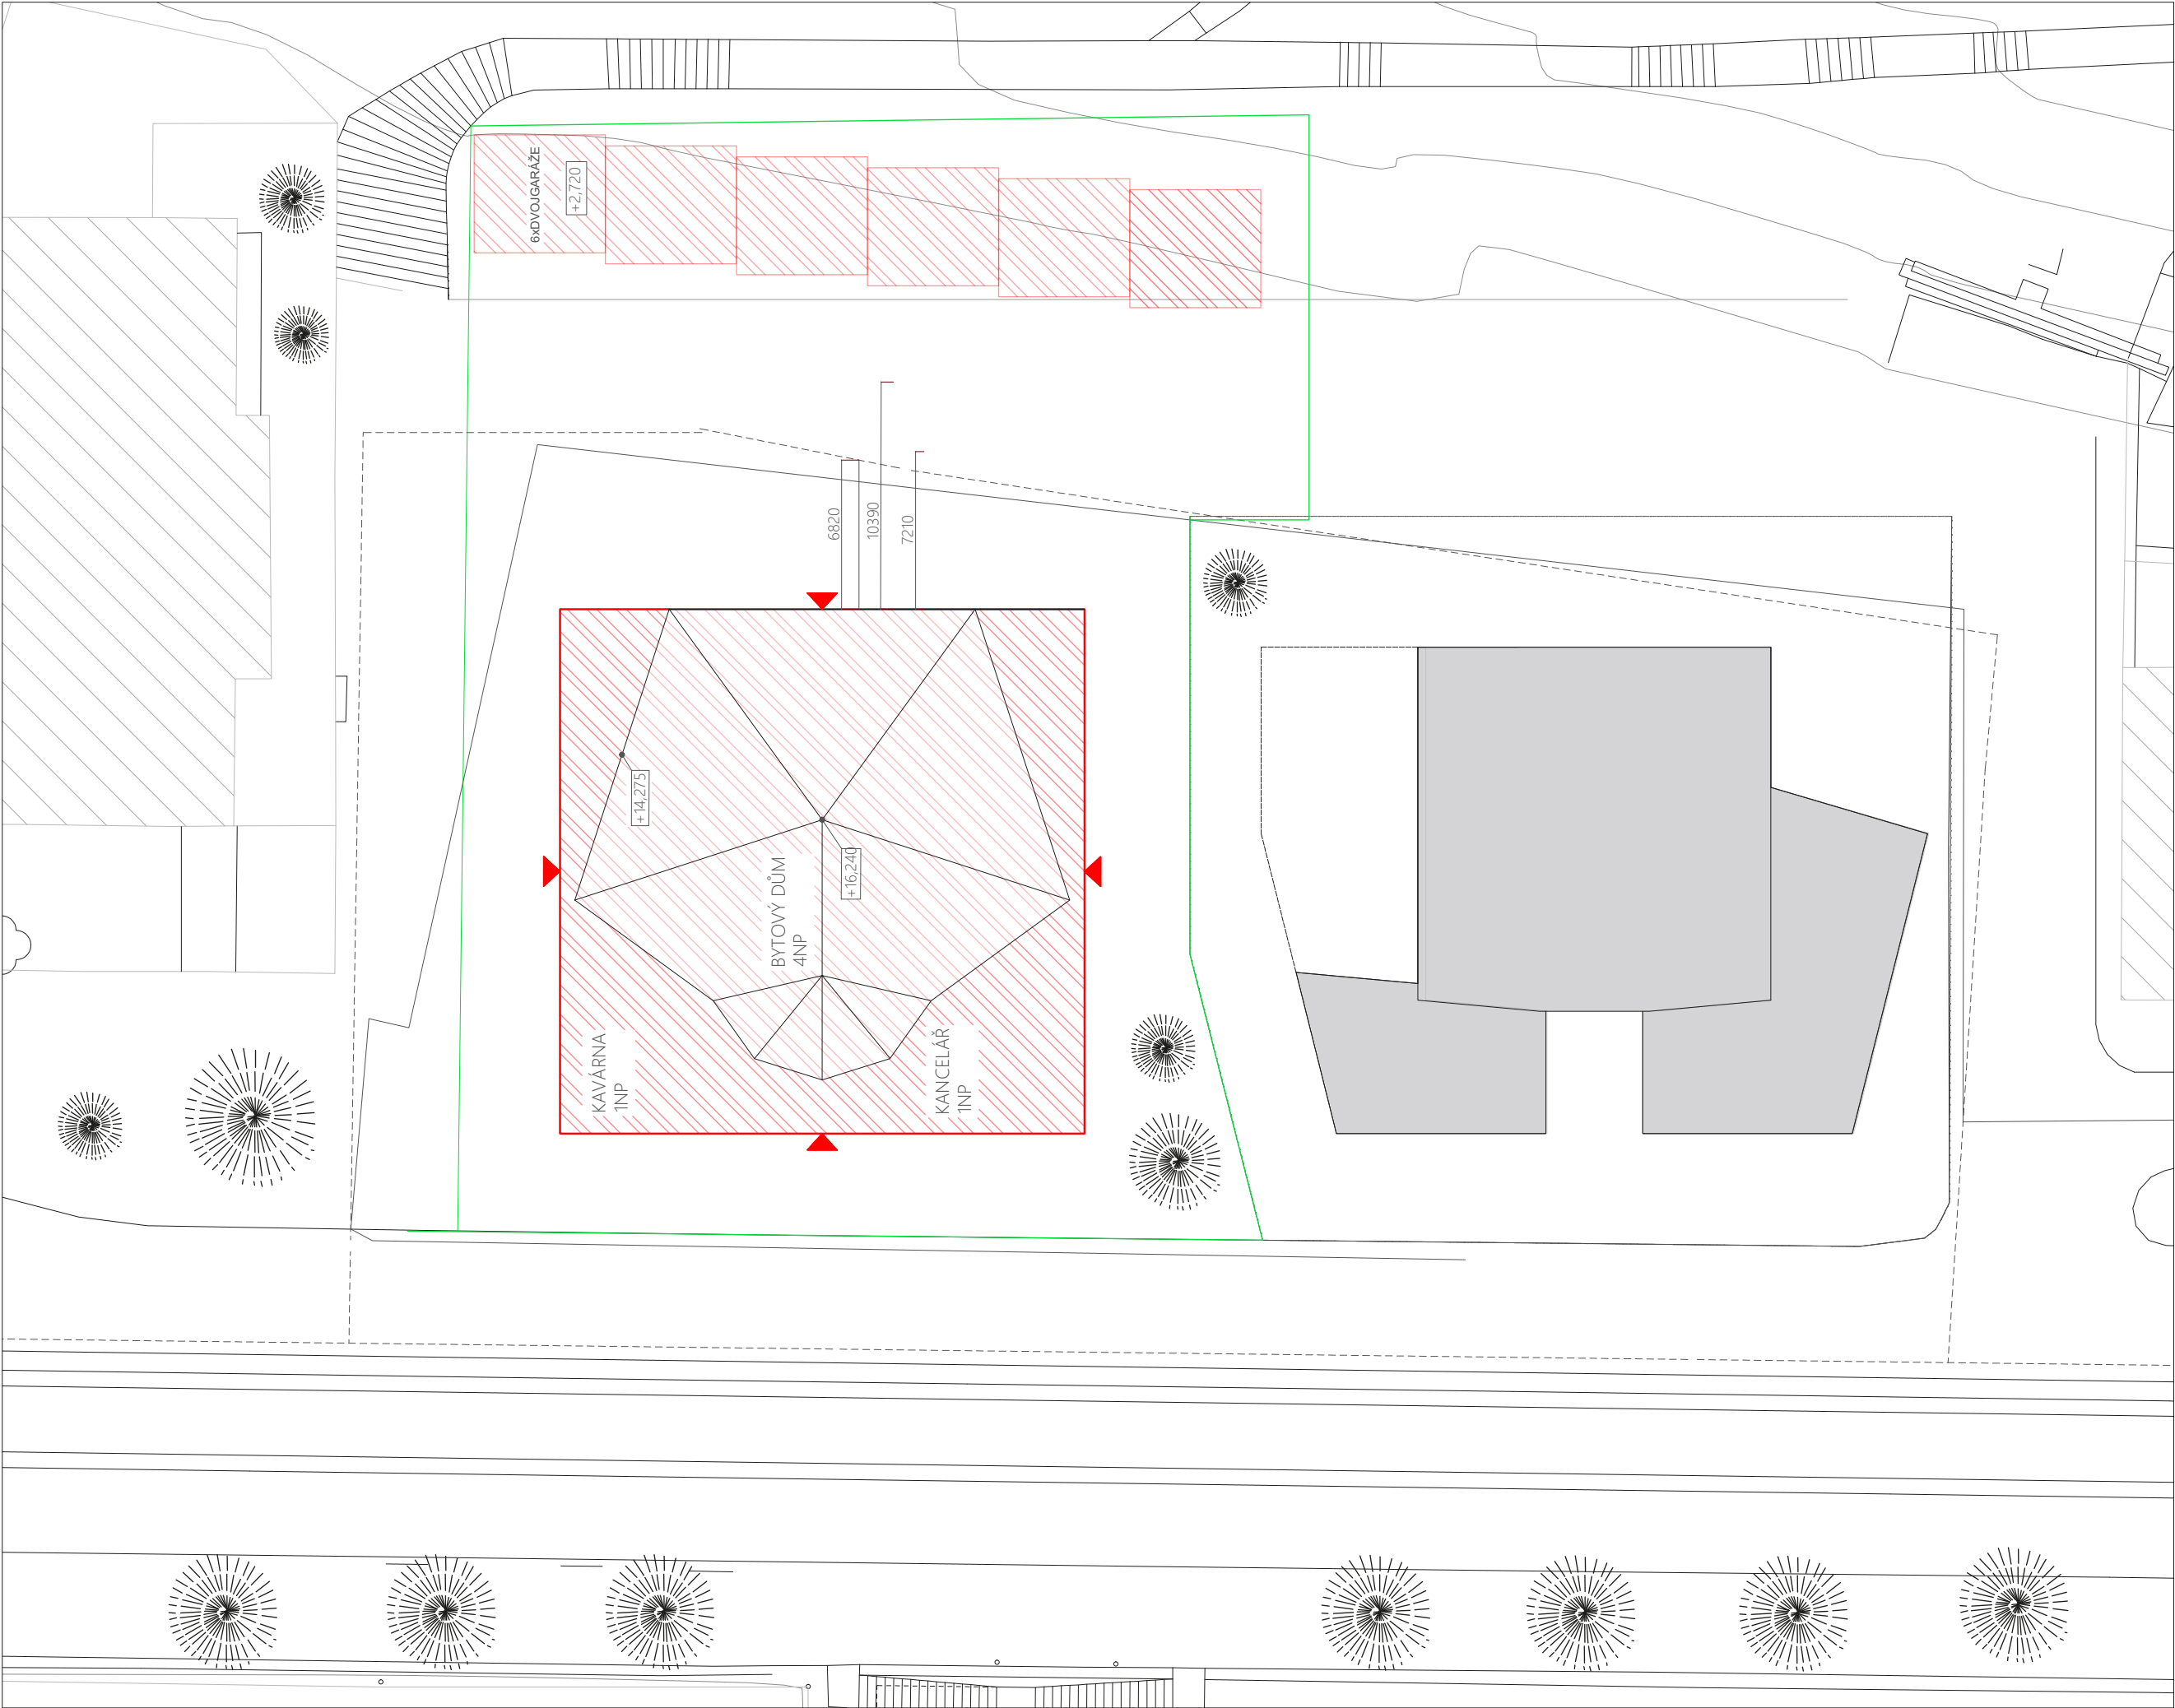 6xDVOJGARÁŽE
+2,720
6820
10390
7210
+14,275
+16,240
BYTOVÝ DŮM
4NP
KAVÁRNA
1NP
KANCELÁŘ
1NP